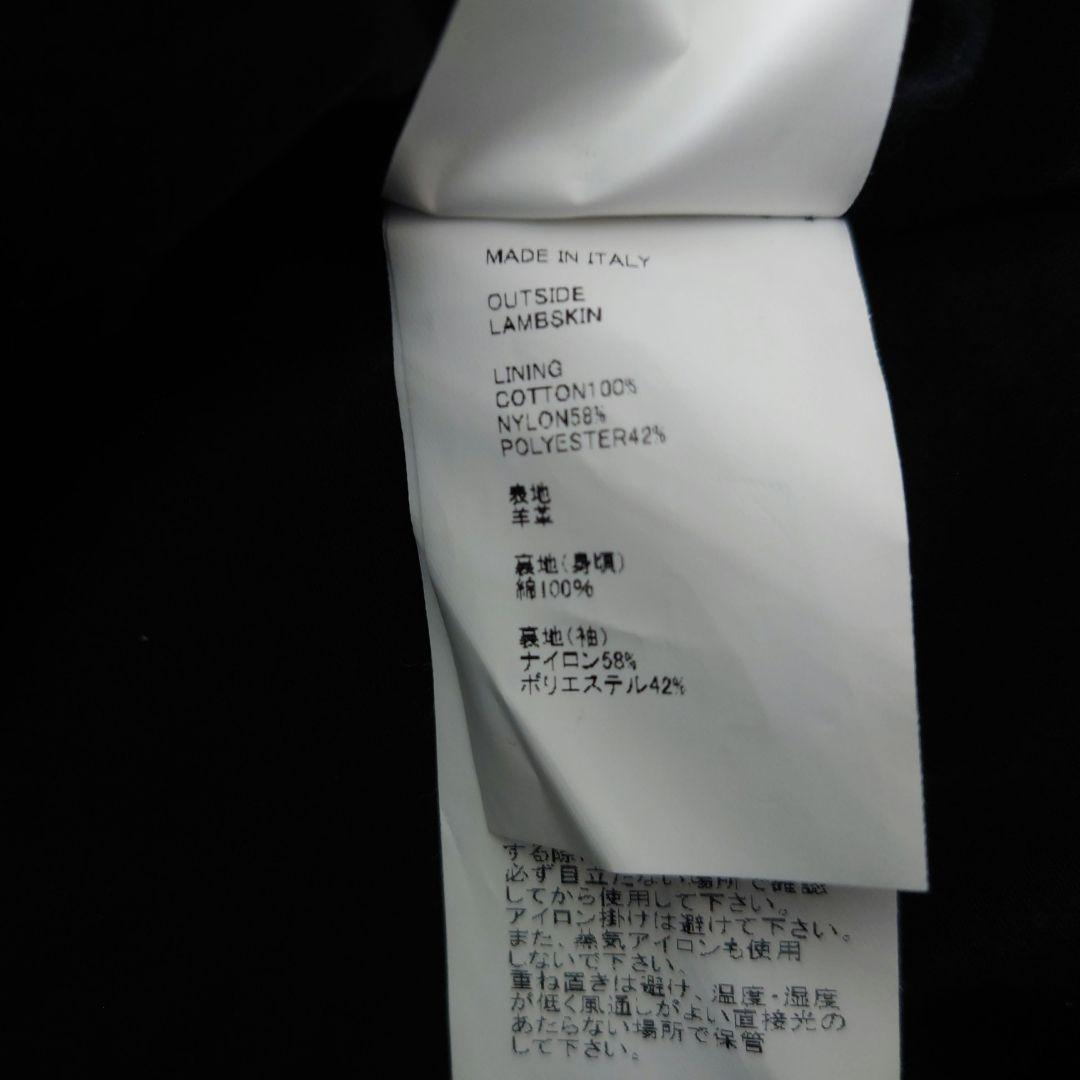 MADE IN ITALY
OUTSIDE
LAMBSKIN
LINING
COTTON100%
NYLON58%
POLYESTER42%
表地
羊革
裏地(身頃)
綿100%
裏地(袖)
ナイロン58%
ポリエステル42%
する際、
必ず目立たない場所で確認
してから使用して下さい。
アイロン掛けは避けて下さい。
また、蒸気アイロンも使用
しないで下さい。
重ね置きは避け、温度・湿度
が低く風通しがよい直接光の
あたらない場所で保管
して下さい。